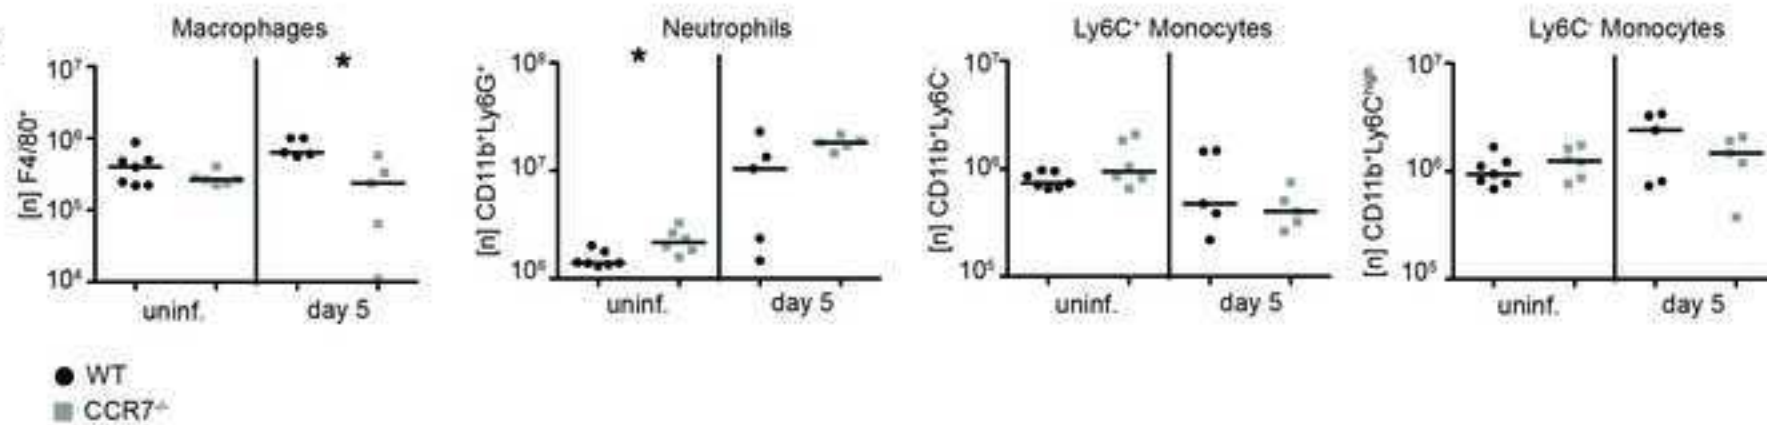 Macrophages
[n] F4/80⁺
10⁷
10⁶
10⁵
10⁴
*
uninf.
day 5
Neutrophils
[n] CD11b⁺Ly6G⁺
10⁸
10⁷
10⁶
*
uninf.
day 5
Ly6C⁺ Monocytes
[n] CD11b⁺Ly6C⁻
10⁷
10⁶
10⁵
uninf.
day 5
Ly6C⁻ Monocytes
[n] CD11b⁺Ly6Cʰⁱᵍʰ
10⁷
10⁶
10⁵
uninf.
day 5
WT
CCR7⁻/⁻